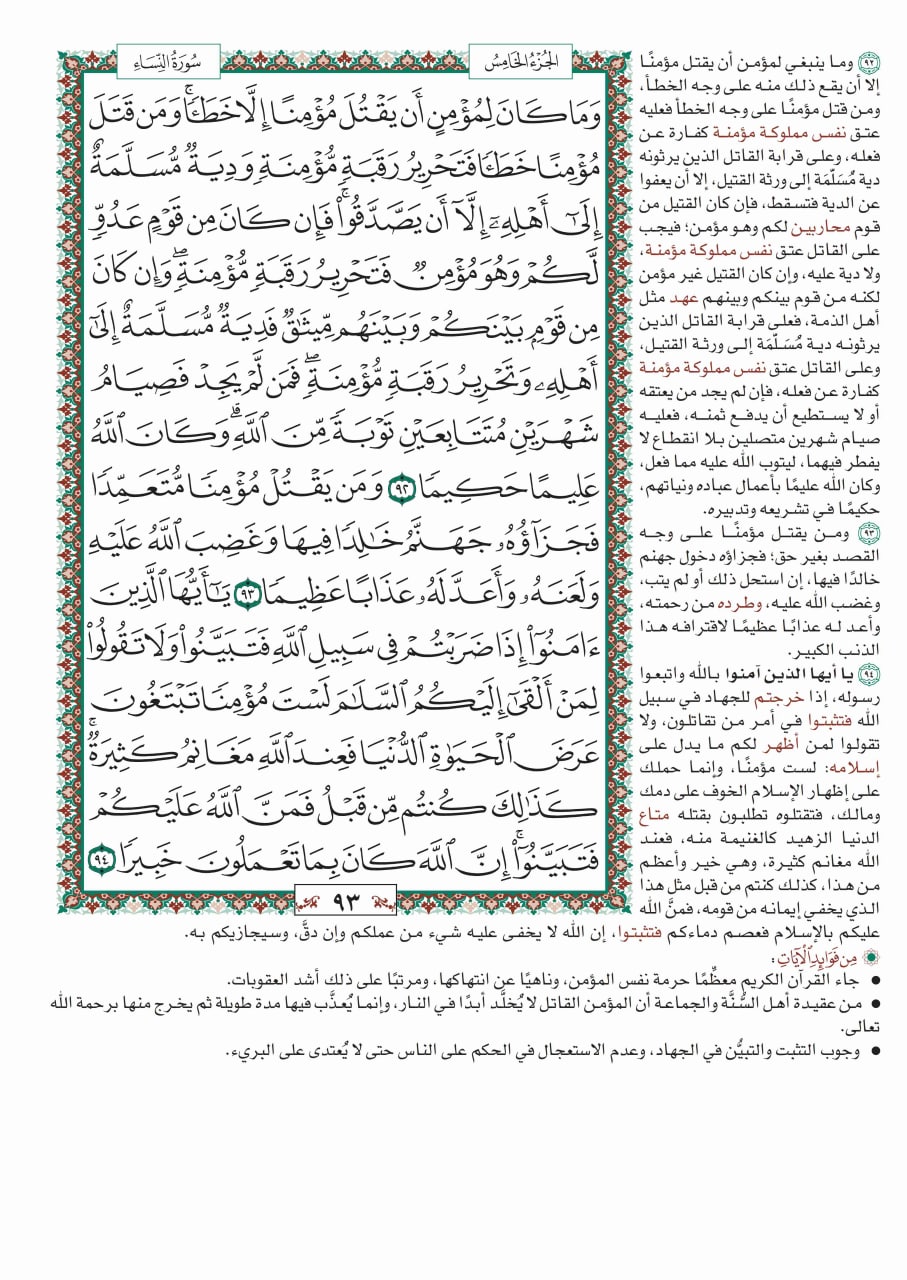 الجُزْءُ الخَامِسُ
سُورَةُ النِّسَاءِ
وَمَا كَانَ لِمُؤْمِنٍ أَن يَقْتُلَ مُؤْمِنًا إِلَّا خَطَـًٔا ۚ وَمَن قَتَلَ
مُؤْمِنًا خَطَـًٔا فَتَحْرِيرُ رَقَبَةٍ مُّؤْمِنَةٍ وَدِيَةٌ مُّسَلَّمَةٌ
إِلَىٰٓ أَهْلِهِۦٓ إِلَّآ أَن يَصَّدَّقُوا۟ ۚ فَإِن كَانَ مِن قَوْمٍ عَدُوٍّ
لَّكُمْ وَهُوَ مُؤْمِنٌ فَتَحْرِيرُ رَقَبَةٍ مُّؤْمِنَةٍ ۖ وَإِن كَانَ
مِن قَوْمٍۭ بَيْنَكُمْ وَبَيْنَهُم مِّيثَٰقٌ فَدِيَةٌ مُّسَلَّمَةٌ إِلَىٰٓ
أَهْلِهِۦ وَتَحْرِيرُ رَقَبَةٍ مُّؤْمِنَةٍ ۖ فَمَن لَّمْ يَجِدْ فَصِيَامُ
شَهْرَيْنِ مُتَتَابِعَيْنِ تَوْبَةً مِّنَ ٱللَّهِ ۗ وَكَانَ ٱللَّهُ
عَلِيمًا حَكِيمًا ٩٢ وَمَن يَقْتُلْ مُؤْمِنًا مُّتَعَمِّدًا
فَجَزَآؤُهُۥ جَهَنَّمُ خَٰلِدًا فِيهَا وَغَضِبَ ٱللَّهُ عَلَيْهِ
وَلَعَنَهُۥ وَأَعَدَّ لَهُۥ عَذَابًا عَظِيمًا ٩٣ يَٰٓأَيُّهَا ٱلَّذِينَ
ءَامَنُوٓا۟ إِذَا ضَرَبْتُمْ فِى سَبِيلِ ٱللَّهِ فَتَبَيَّنُوا۟ وَلَا تَقُولُوا۟
لِمَنْ أَلْقَىٰٓ إِلَيْكُمُ ٱلسَّلَٰمَ لَسْتَ مُؤْمِنًا تَبْتَغُونَ
عَرَضَ ٱلْحَيَوٰةِ ٱلدُّنْيَا فَعِندَ ٱللَّهِ مَغَانِمُ كَثِيرَةٌ ۚ
كَذَٰلِكَ كُنتُم مِّن قَبْلُ فَمَنَّ ٱللَّهُ عَلَيْكُمْ
فَتَبَيَّنُوٓا۟ ۚ إِنَّ ٱللَّهَ كَانَ بِمَا تَعْمَلُونَ خَبِيرًا ٩٤
٩٣
٩٢ وما ينبغي لمؤمن أن يقتل مؤمنًا
إلا أن يقع ذلك منه على وجه الخطأ،
ومن قتل مؤمنًا على وجه الخطأ فعليه
عتق نفس مملوكة مؤمنة كفارة عن
فعله، وعلى قرابة القاتل الذين يرثونه
دية مُسَلّمَة إلى ورثة القتيل، إلا أن يعفوا
عن الدية فتسقط، فإن كان القتيل من
قوم محاربين لكم وهو مؤمن؛ فيجب
على القاتل عتق نفس مملوكة مؤمنة،
ولا دية عليه، وإن كان القتيل غير مؤمن
لكنه من قوم بينكم وبينهم عهد مثل
أهل الذمة، فعلى قرابة القاتل الذين
يرثونه دية مُسَلّمَة إلى ورثة القتيل،
وعلى القاتل عتق نفس مملوكة مؤمنة
كفارة عن فعله، فإن لم يجد من يعتقه
أو لا يستطيع أن يدفع ثمنه، فعليه
صيام شهرين متصلين بلا انقطاع لا
يفطر فيهما، ليتوب الله عليه مما فعل،
وكان الله عليمًا بأعمال عباده ونياتهم،
حكيمًا في تشريعه وتدبيره.
٩٣ ومن يقتل مؤمنًا على وجه
القصد بغير حق؛ فجزاؤه دخول جهنم
خالدًا فيها، إن استحل ذلك أو لم يتب،
وغضب الله عليه، وطرده من رحمته،
وأعد له عذابًا عظيمًا لاقترافه هذا
الذنب الكبير.
٩٤ يا أيها الذين آمنوا بالله واتبعوا
رسوله، إذا خرجتم للجهاد في سبيل
الله فتثبتوا في أمر من تقاتلون، ولا
تقولوا لمن أظهر لكم ما يدل على
إسلامه: لست مؤمنًا، وإنما حملك
على إظهار الإسلام الخوف على دمك
ومالك، فتقتلوه تطلبون بقتله متاع
الدنيا الزهيد كالغنيمة منه، فعند
الله مغانم كثيرة، وهي خير وأعظم
من هذا، كذلك كنتم من قبل مثل هذا
الذي يخفي إيمانه من قومه، فمنَّ الله
عليكم بالإسلام فعصم دماءكم فتثبتوا، إن الله لا يخفى عليه شيء من عملكم وإن دقَّ، وسيجازيكم به.
مِن فَوَائِدِ الْآيَاتِ :
● جاء القرآن الكريم معظِّمًا حرمة نفس المؤمن، وناهيًا عن انتهاكها، ومرتبًا على ذلك أشد العقوبات.
● من عقيدة أهل السُّنَّة والجماعة أن المؤمن القاتل لا يُخلَّد أبدًا في النار، وإنما يُعذَّب فيها مدة طويلة ثم يخرج منها برحمة الله
تعالى.
● وجوب التثبت والتبيُّن في الجهاد، وعدم الاستعجال في الحكم على الناس حتى لا يُعتدى على البريء.